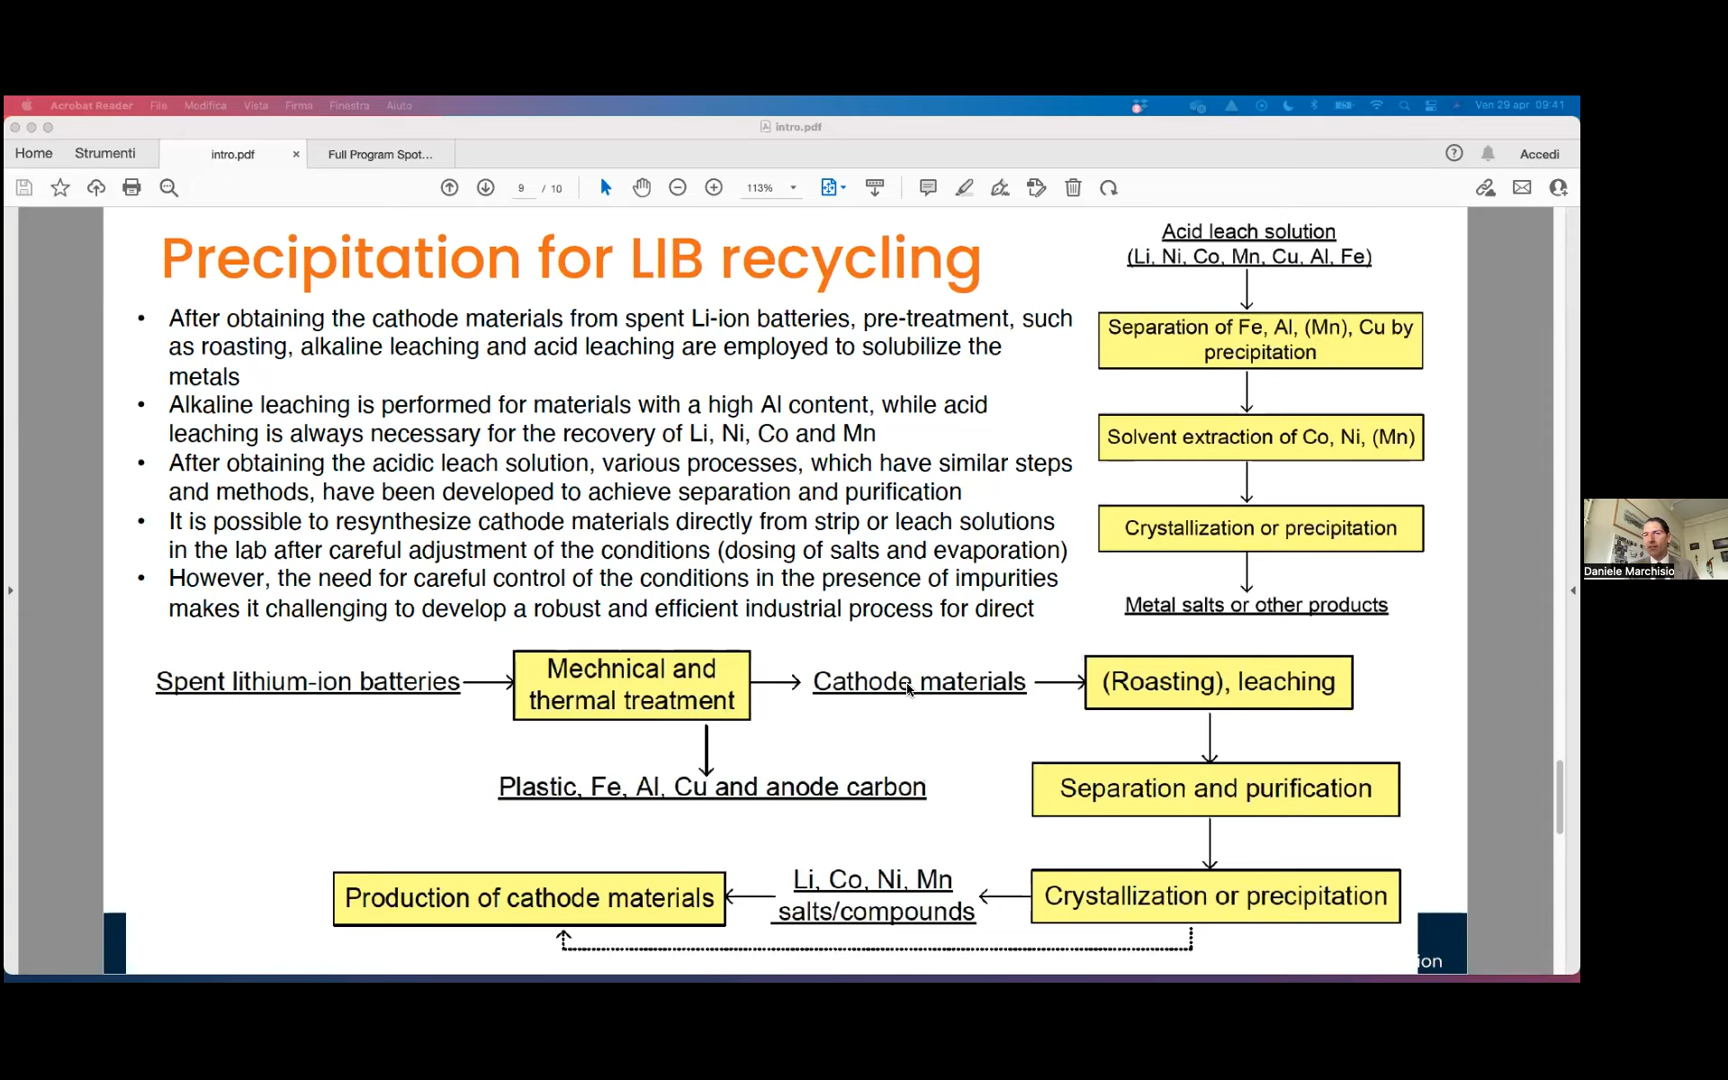 Acrobat Reader File Modifica Vista Firma Finestra Aiuto
Ven 29 apr 09:41
intro.pdf
Home Strumenti intro.pdf × Full Program Spot... Accedi
9 / 10 113%
Precipitation for LIB recycling
• After obtaining the cathode materials from spent Li-ion batteries, pre-treatment, such
as roasting, alkaline leaching and acid leaching are employed to solubilize the
metals
• Alkaline leaching is performed for materials with a high Al content, while acid
leaching is always necessary for the recovery of Li, Ni, Co and Mn
• After obtaining the acidic leach solution, various processes, which have similar steps
and methods, have been developed to achieve separation and purification
• It is possible to resynthesize cathode materials directly from strip or leach solutions
in the lab after careful adjustment of the conditions (dosing of salts and evaporation)
• However, the need for careful control of the conditions in the presence of impurities
makes it challenging to develop a robust and efficient industrial process for direct
Acid leach solution
(Li, Ni, Co, Mn, Cu, Al, Fe)
Separation of Fe, Al, (Mn), Cu by
precipitation
Solvent extraction of Co, Ni, (Mn)
Crystallization or precipitation
Metal salts or other products
Daniele Marchisio
Spent lithium-ion batteries
Mechnical and
thermal treatment
Cathode materials
(Roasting), leaching
Plastic, Fe, Al, Cu and anode carbon
Separation and purification
Crystallization or precipitation
Li, Co, Ni, Mn
salts/compounds
Production of cathode materials
ion